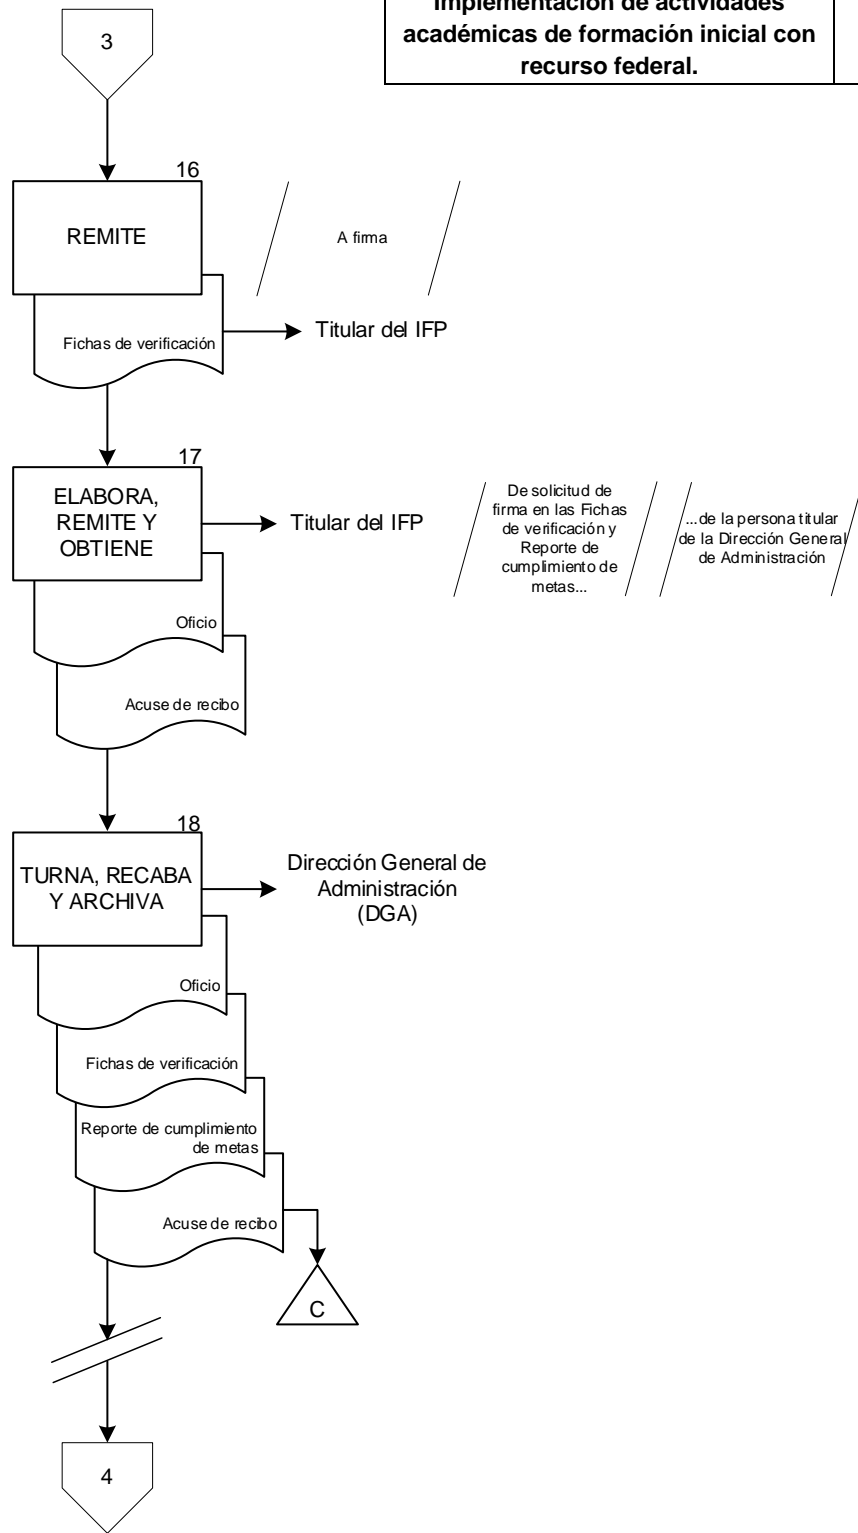 Implementación de actividades
académicas de formación inicial con
recurso federal.
3
16
REMITE
A firma
Fichas de verificación
Titular del IFP
17
ELABORA,
REMITE Y
OBTIENE
Titular del IFP
De solicitud de
firma en las Fichas
de verificación y
Reporte de
cumplimiento de
metas...
...de la persona titular
de la Dirección General
de Administración
Oficio
Acuse de recibo
18
TURNA, RECABA
Y ARCHIVA
Dirección General de
Administración
(DGA)
Oficio
Fichas de verificación
Reporte de cumplimiento
de metas
Acuse de recibo
C
4